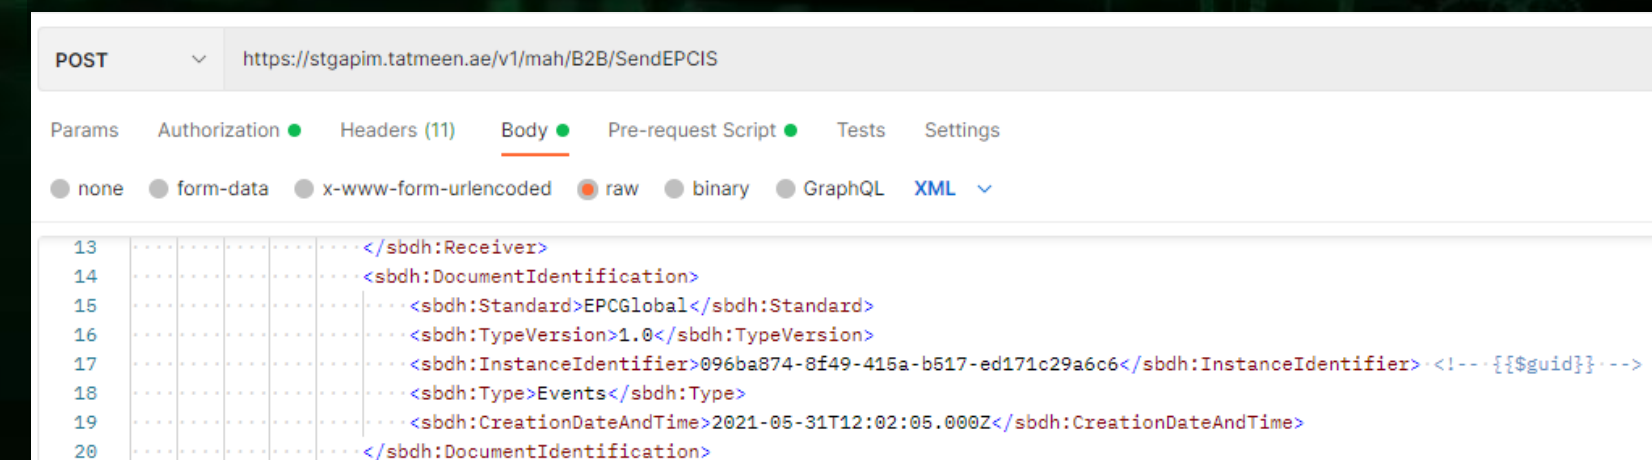 POST https://stgapim.tatmeen.ae/v1/mah/B2B/SendEPCIS
Params Authorization Headers (11) Body Pre-request Script Tests Settings
none form-data x-www-form-urlencoded raw binary GraphQL XML
13 </sbdh:Receiver>
14 <sbdh:DocumentIdentification>
15 <sbdh:Standard>EPCGlobal</sbdh:Standard>
16 <sbdh:TypeVersion>1.0</sbdh:TypeVersion>
17 <sbdh:InstanceIdentifier>096ba874-8f49-415a-b517-ed171c29a6c6</sbdh:InstanceIdentifier> <!-- {{$guid}} -->
18 <sbdh:Type>Events</sbdh:Type>
19 <sbdh:CreationDateAndTime>2021-05-31T12:02:05.000Z</sbdh:CreationDateAndTime>
20 </sbdh:DocumentIdentification>